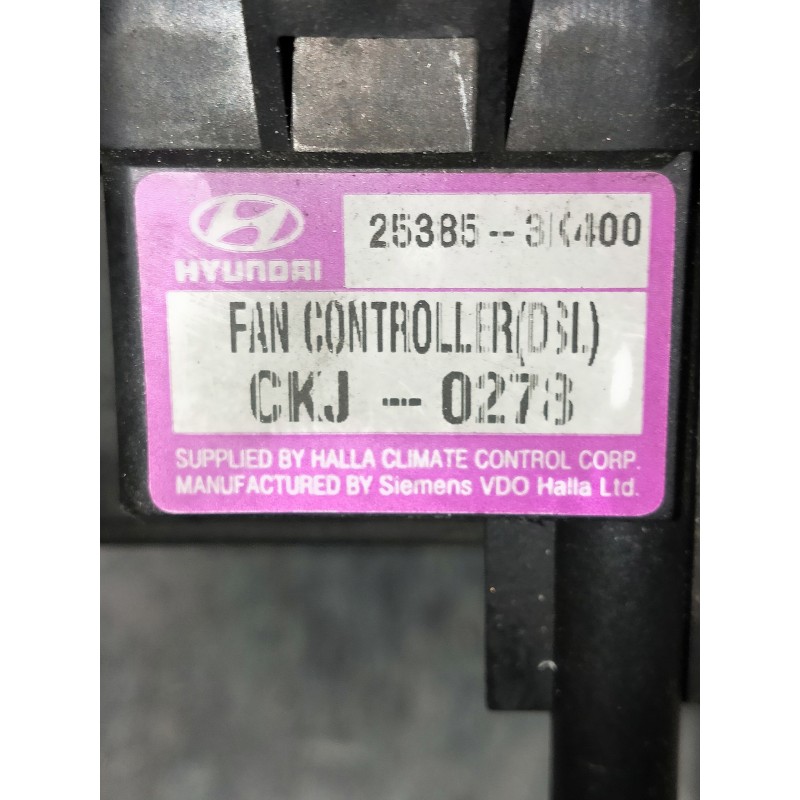 HYUNDAI
25385--3K400
FAN CONTROLLER(DSL)
CKJ --0273
SUPPLIED BY HALLA CLIMATE CONTROL CORP.
MANUFACTURED BY Siemens VDO Halla Ltd.